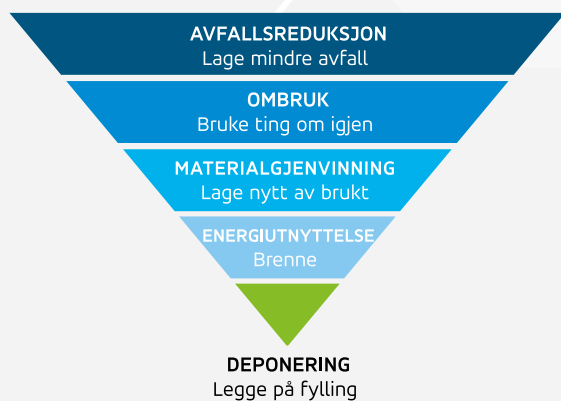 AVFALLSREDUKSJON
Lage mindre avfall
OMBRUK
Bruke ting om igjen
MATERIALGJENVINNING
Lage nytt av brukt
ENERGIUTNYTTELSE
Brenne
DEPONERING
Legge på fylling